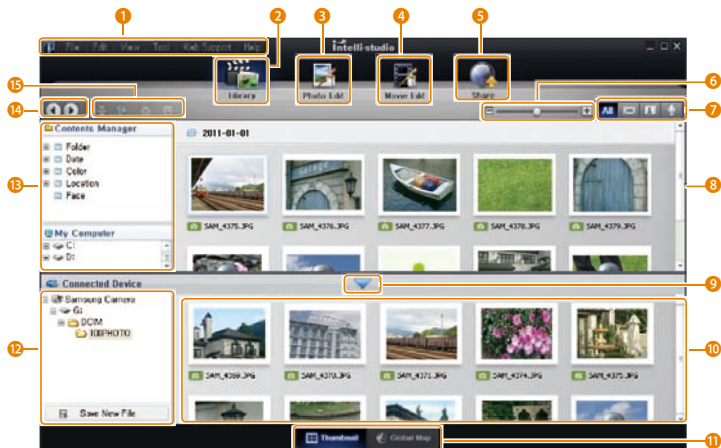 1 2 3 4 5
File Edit View Tool Web Support Help
Intelli-studio
15
6
Library Photo Edit Movie Edit Share
14
All
7
Contents Manager
2011-01-01
Folder
Date
Color
Location
Face
13
8
SAM_4375.JPG SAM_4376.JPG SAM_4377.JPG SAM_4378.JPG SAM_4379.JPG
My Computer
C:
D:
Connected Device
9
Samsung Camera
G:
DCIM
100PHOTO
12
10
SAM_4369.JPG SAM_4370.JPG SAM_4371.JPG SAM_4374.JPG SAM_4375.JPG
Save New File
Thumbnail Global Map
11